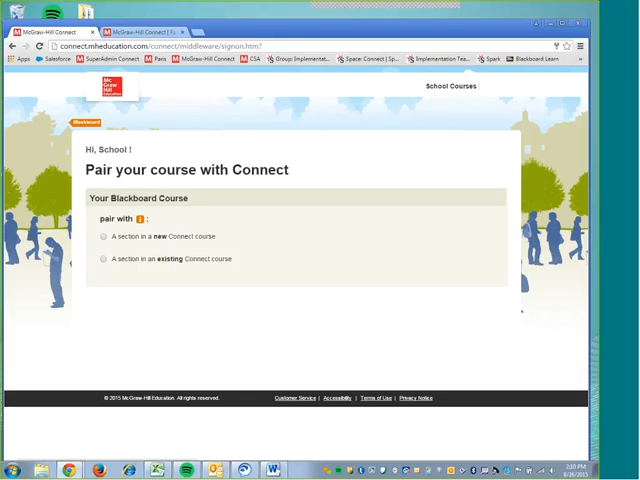 McGraw-Hill Connect
McGraw-Hill Connect | Fu
connect.mheducation.com/connect/middleware/signon.htm?
Apps Salesforce SuperAdmin Connect Paris McGraw-Hill Connect CSA Group: Implementat... Space: Connect | Sp... Implementation Tea... Spark Blackboard Learn
Mc
Graw
Hill
Education
School Courses
Blackboard
Hi, School !
Pair your course with Connect
Your Blackboard Course
pair with i :
A section in a new Connect course
A section in an existing Connect course
© 2015 McGraw-Hill Education. All rights reserved.
Customer Service | Accessibility | Terms of Use | Privacy Notice
2:10 PM